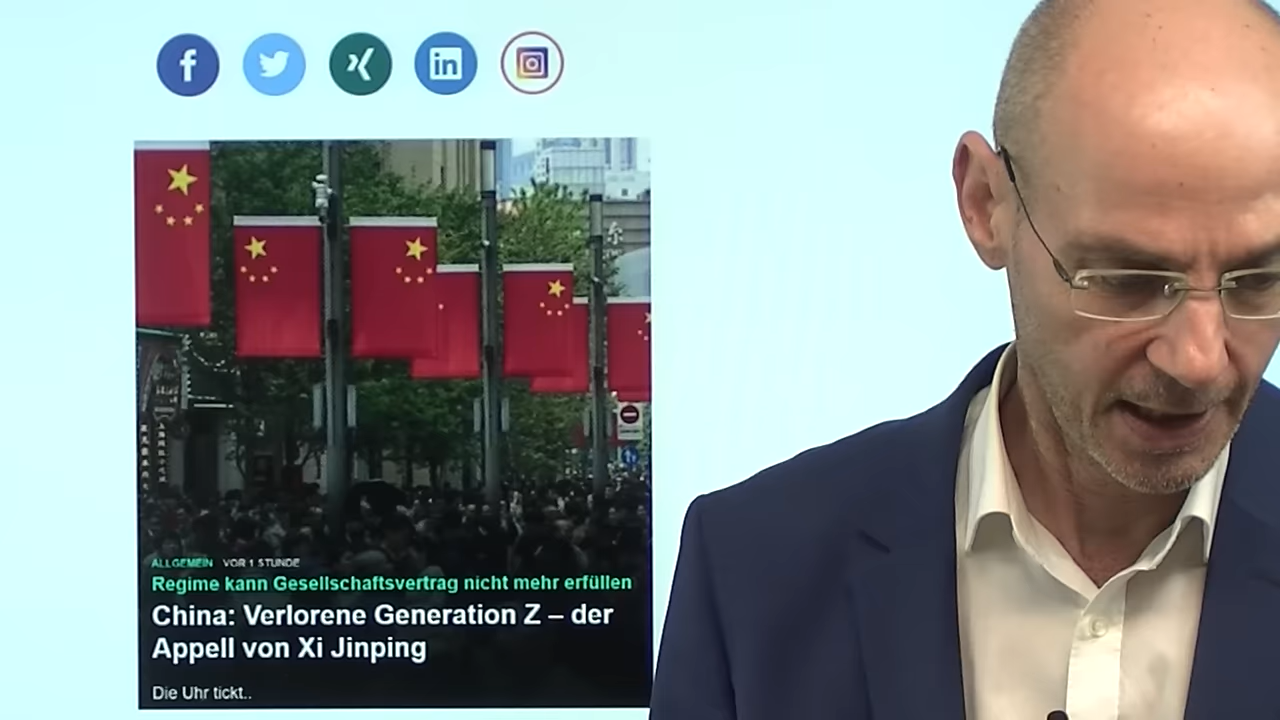 f
in
ALLGEMEIN VOR 1 STUNDE
Regime kann Gesellschaftsvertrag nicht mehr erfüllen
China: Verlorene Generation Z – der
Appell von Xi Jinping
Die Uhr tickt..